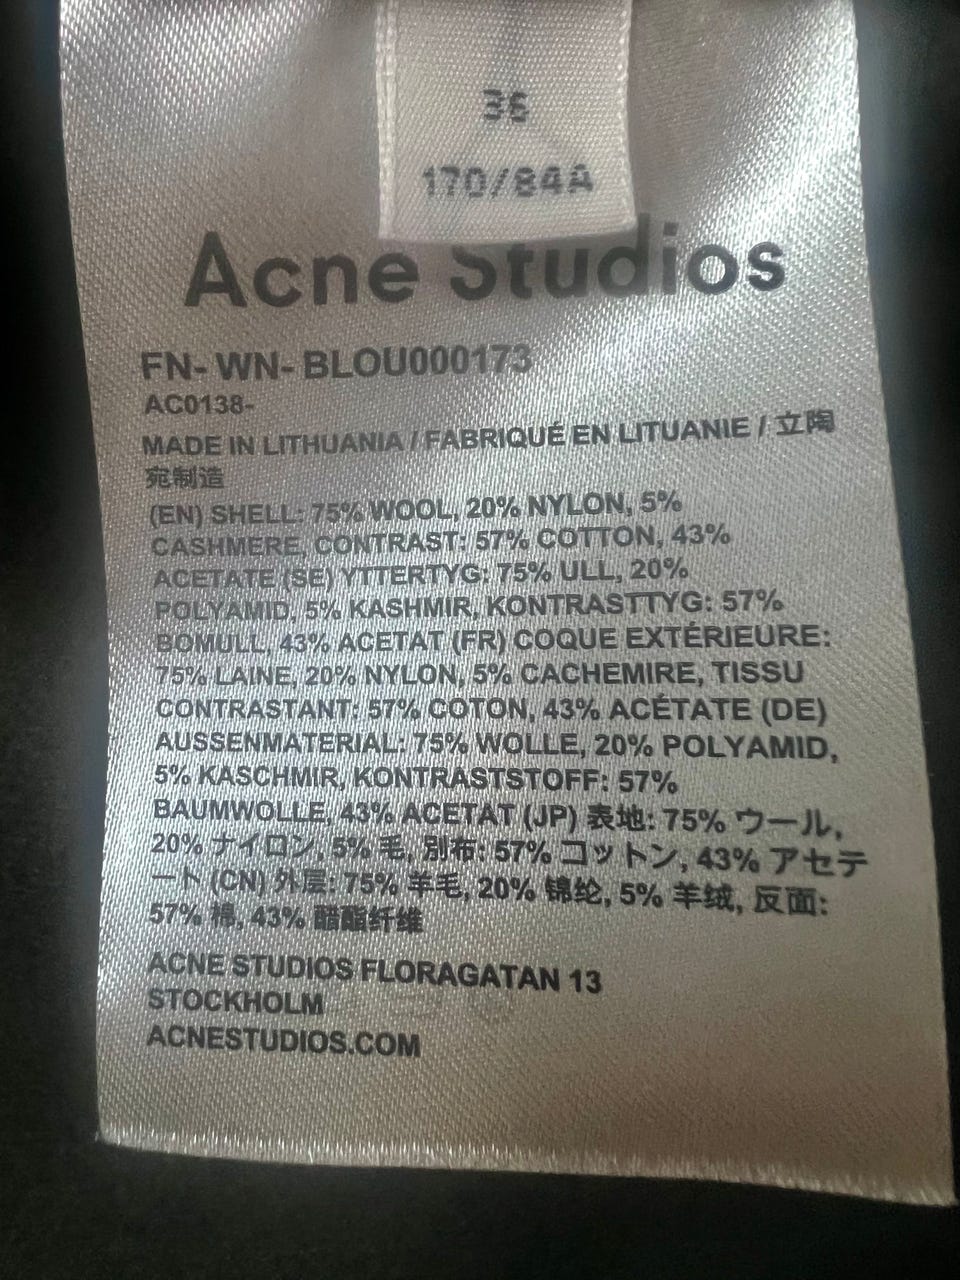 36
170/84A
Acne Studios
FN- WN- BLOU000173
AC0138-
MADE IN LITHUANIA / FABRIQUÉ EN LITUANIE / 立陶
宛制造
(EN) SHELL: 75% WOOL, 20% NYLON, 5%
CASHMERE, CONTRAST: 57% COTTON, 43%
ACETATE (SE) YTTERTYG: 75% ULL, 20%
POLYAMID, 5% KASHMIR, KONTRASTTYG: 57%
BOMULL, 43% ACETAT (FR) COQUE EXTÉRIEURE:
75% LAINE, 20% NYLON, 5% CACHEMIRE, TISSU
CONTRASTANT: 57% COTON, 43% ACÉTATE (DE)
AUSSENMATERIAL: 75% WOLLE, 20% POLYAMID,
5% KASCHMIR, KONTRASTSTOFF: 57%
BAUMWOLLE, 43% ACETAT (JP) 表地: 75% ウール,
20% ナイロン, 5% 毛, 別布: 57% コットン, 43% アセテ
ート (CN) 外层: 75% 羊毛, 20% 锦纶, 5% 羊绒, 反面:
57% 棉, 43% 醋酯纤维
ACNE STUDIOS FLORAGATAN 13
STOCKHOLM
ACNESTUDIOS.COM